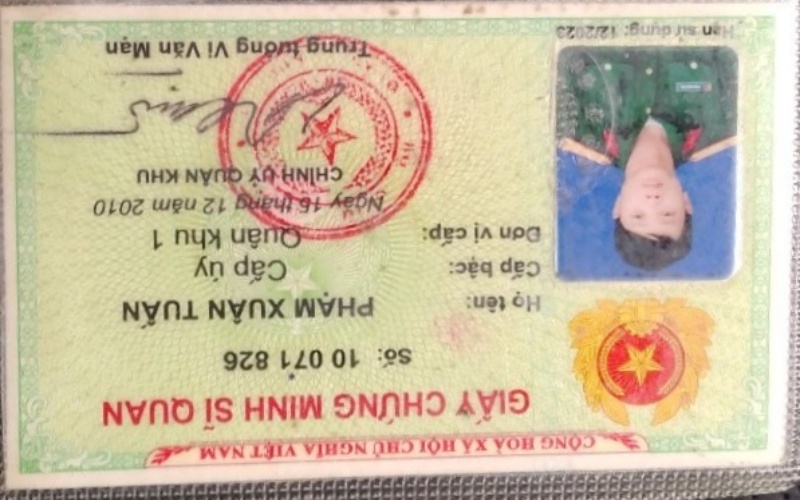 CỘNG HOÀ XÃ HỘI CHỦ NGHĨA VIỆT NAM
GIẤY CHỨNG MINH SĨ QUAN
Số: 10 071 826
Họ tên: PHẠM XUÂN TUẤN
Cấp bậc: Cấp úy
Đơn vị cấp: Quân khu 1
Ngày 16 tháng 12 năm 2010
CHÍNH UỶ QUÂN KHU
Trung tướng Vi Văn Mạn
Hạn sử dụng: 12/2023